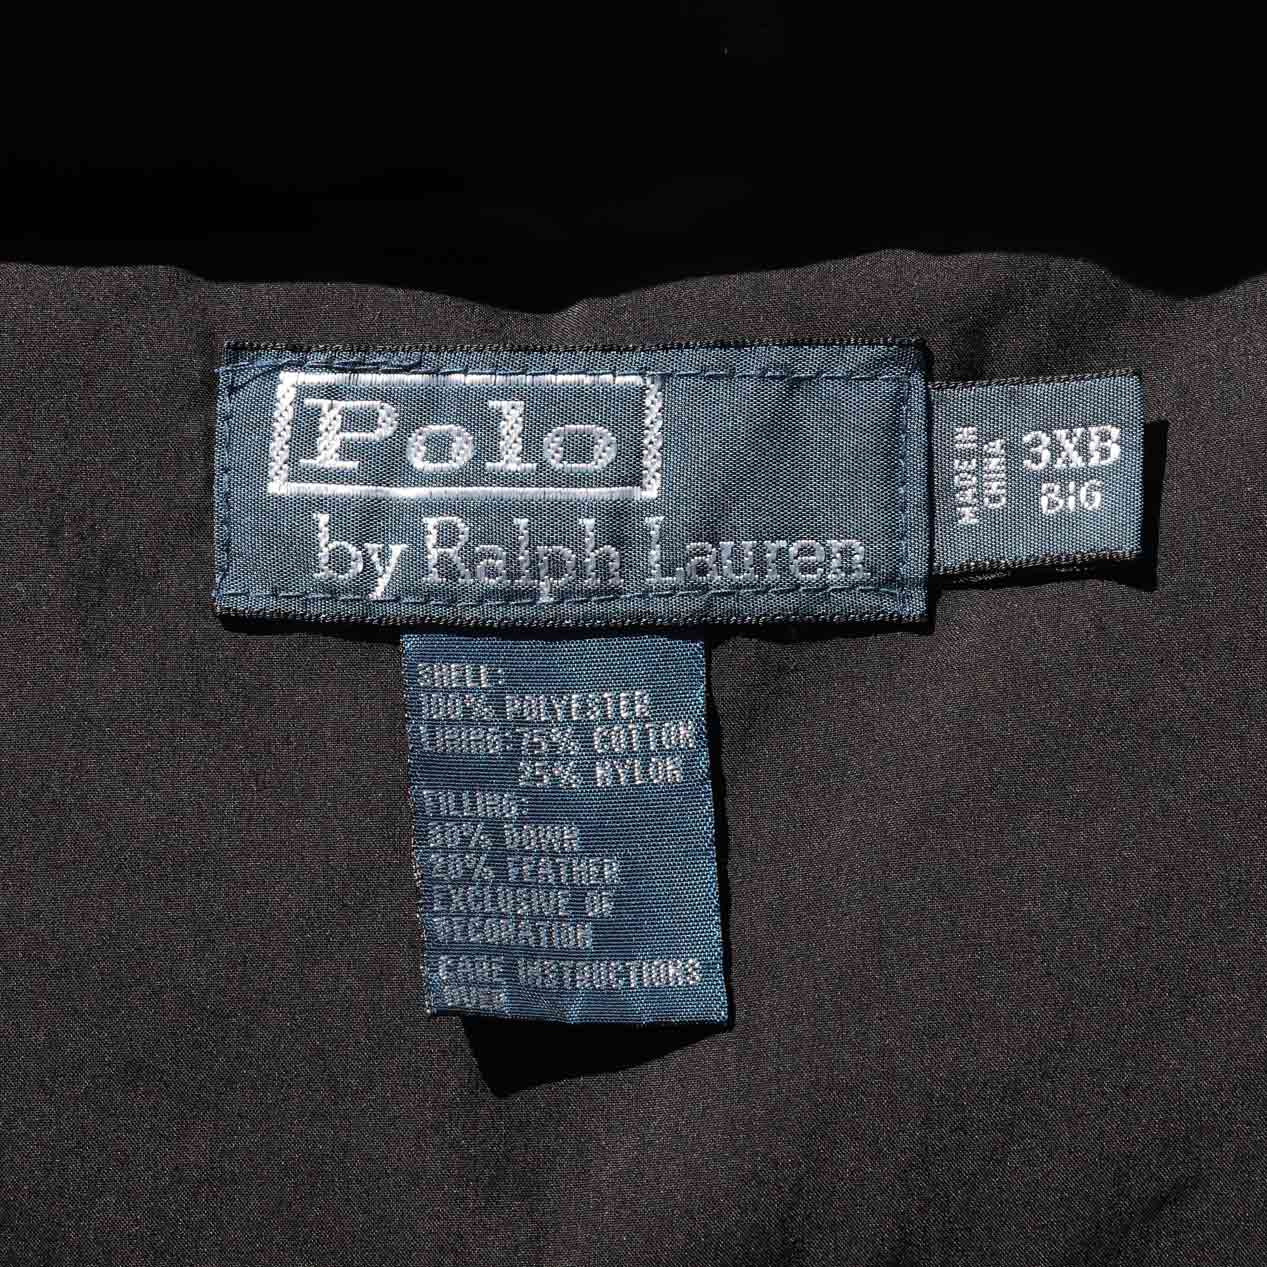 Polo
by Ralph Lauren
MADE IN
CHINA
3XB
BIG
SHELL:
100% POLYESTER
LINING: 75% COTTON
25% NYLON
FILLING:
80% DOWN
20% FEATHER
EXCLUSIVE OF
DECORATION
CARE INSTRUCTIONS
OVER